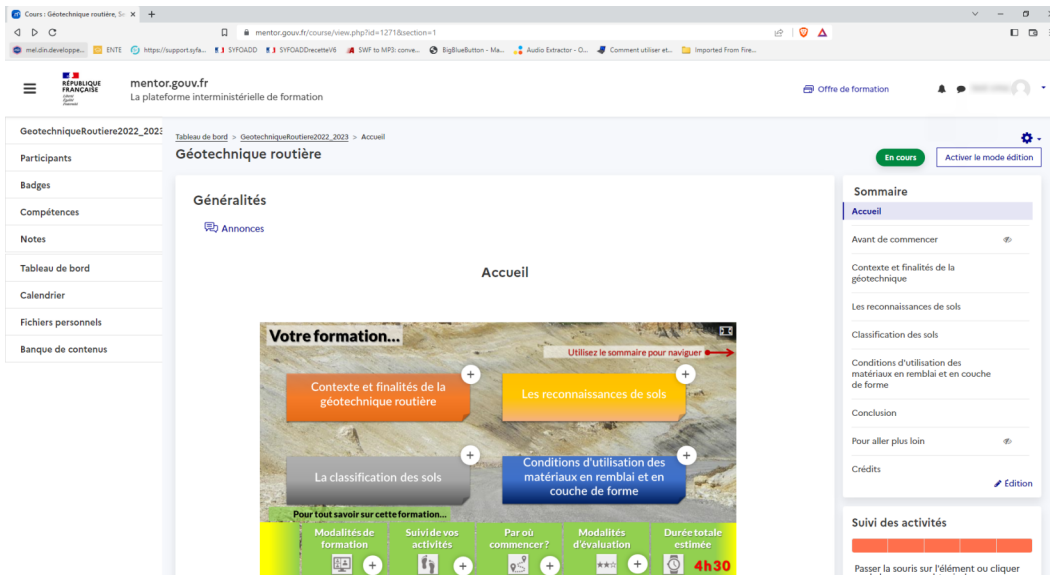 Cours : Géotechnique routière, Se
mentor.gouv.fr/course/view.php?id=1271&section=1
mel.din.developpe...
ENTE
https://support.syfa...
SYFOADD
SYFOADDrecetteV6
SWF to MP3: conve...
BigBlueButton - Ma...
Audio Extractor - O...
Comment utiliser et...
Imported From Fire...
RÉPUBLIQUE
FRANÇAISE
Liberté
Égalité
Fraternité
mentor.gouv.fr
La plateforme interministérielle de formation
Offre de formation
GeotechniqueRoutiere2022_2023
Participants
Badges
Compétences
Notes
Tableau de bord
Calendrier
Fichiers personnels
Banque de contenus
Tableau de bord > GeotechniqueRoutiere2022_2023 > Accueil
Géotechnique routière
En cours
Activer le mode édition
Généralités
Annonces
Accueil
Votre formation...
Utilisez le sommaire pour naviguer
Contexte et finalités de la
géotechnique routière
Les reconnaissances de sols
La classification des sols
Conditions d'utilisation des
matériaux en remblai et en
couche de forme
Pour tout savoir sur cette formation...
Modalités de
formation
Suivi de vos
activités
Par où
commencer ?
Modalités
d'évaluation
Durée totale
estimée
4h30
Sommaire
Accueil
Avant de commencer
Contexte et finalités de la
géotechnique
Les reconnaissances de sols
Classification des sols
Conditions d'utilisation des
matériaux en remblai et en couche
de forme
Conclusion
Pour aller plus loin
Crédits
Édition
Suivi des activités
Passer la souris sur l'élément ou cliquer